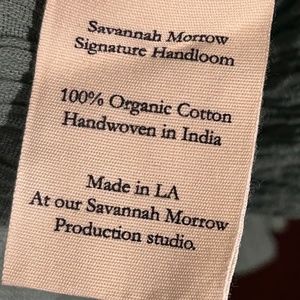 Savannah Morrow
Signature Handloom
100% Organic Cotton
Handwoven in India
Made in LA
At our Savannah Morrow
Production studio.